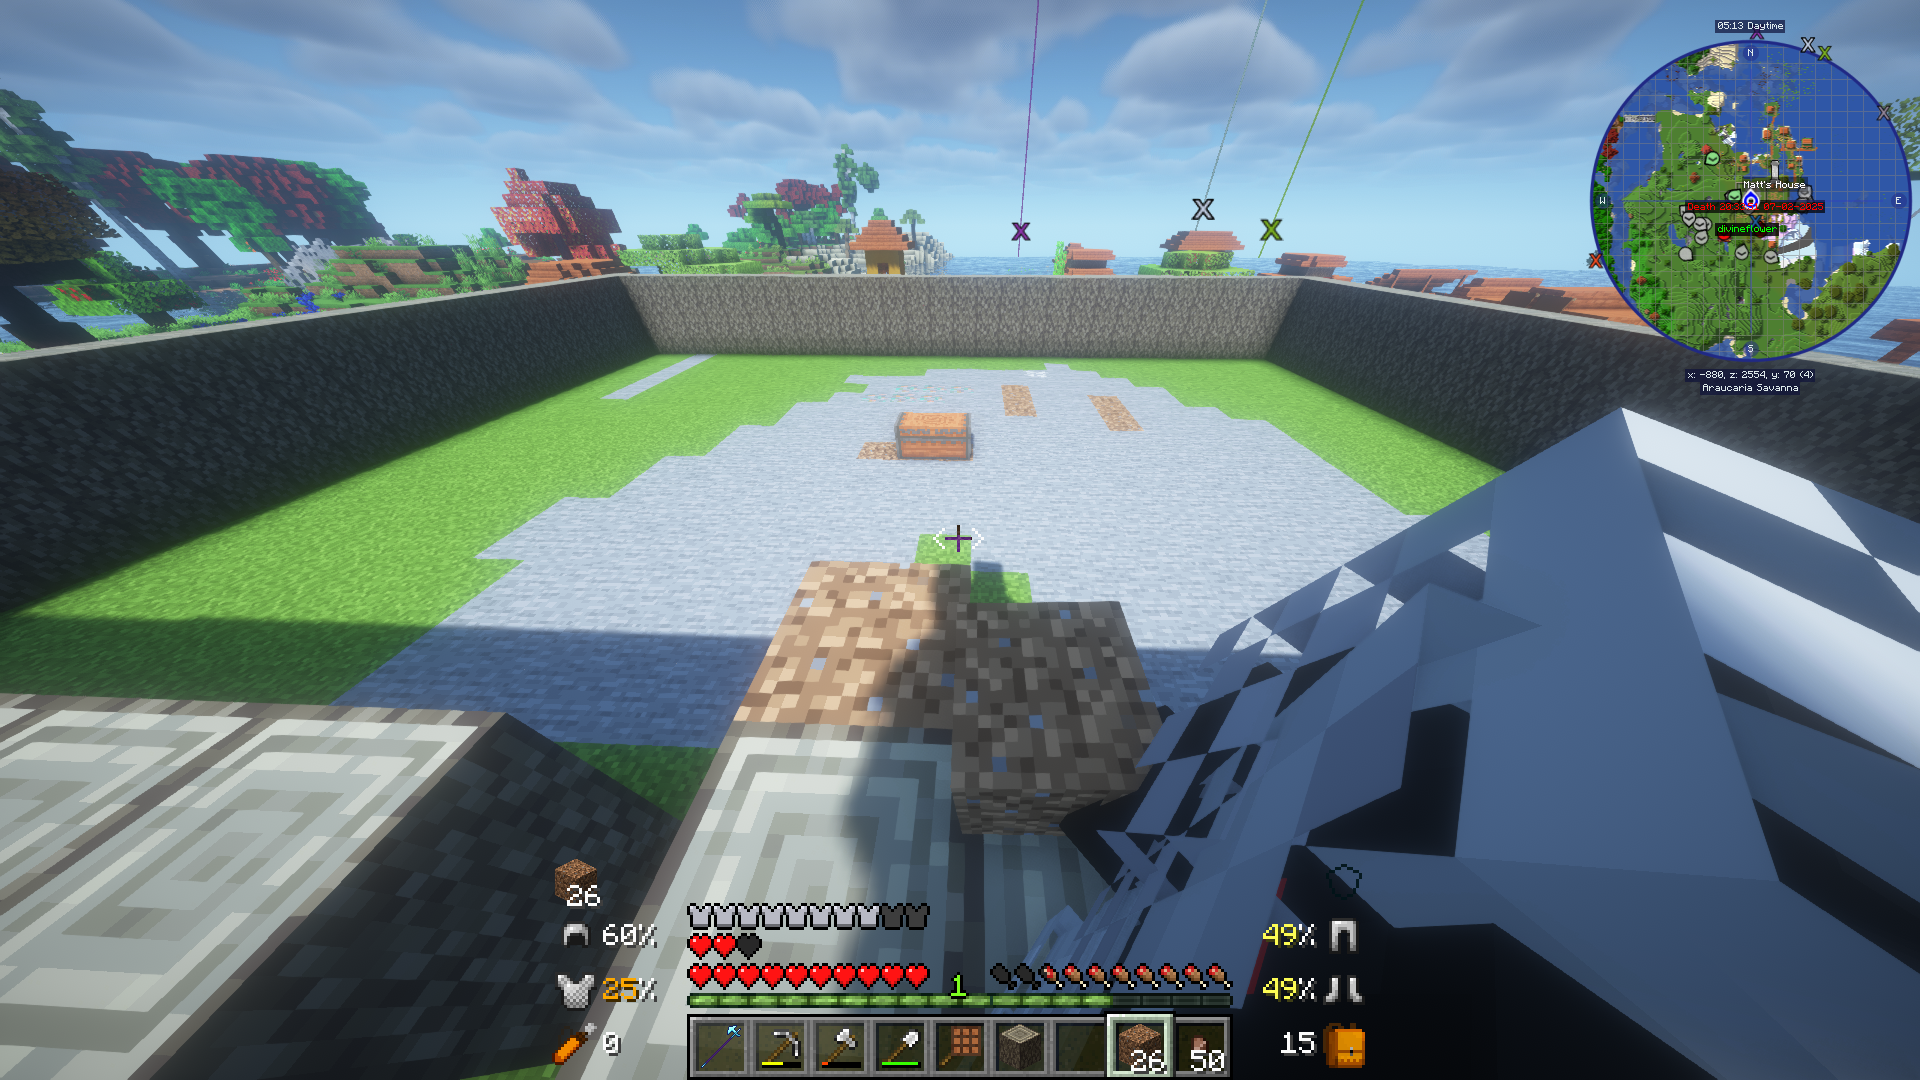 05:13 Daytime
N
Matt's House
W
E
divineflower
S
x: -880, z: 2554, y: 70 (4)
Araucaria Savanna
26
60%
49%
25%
1
49%
0
26
50
15